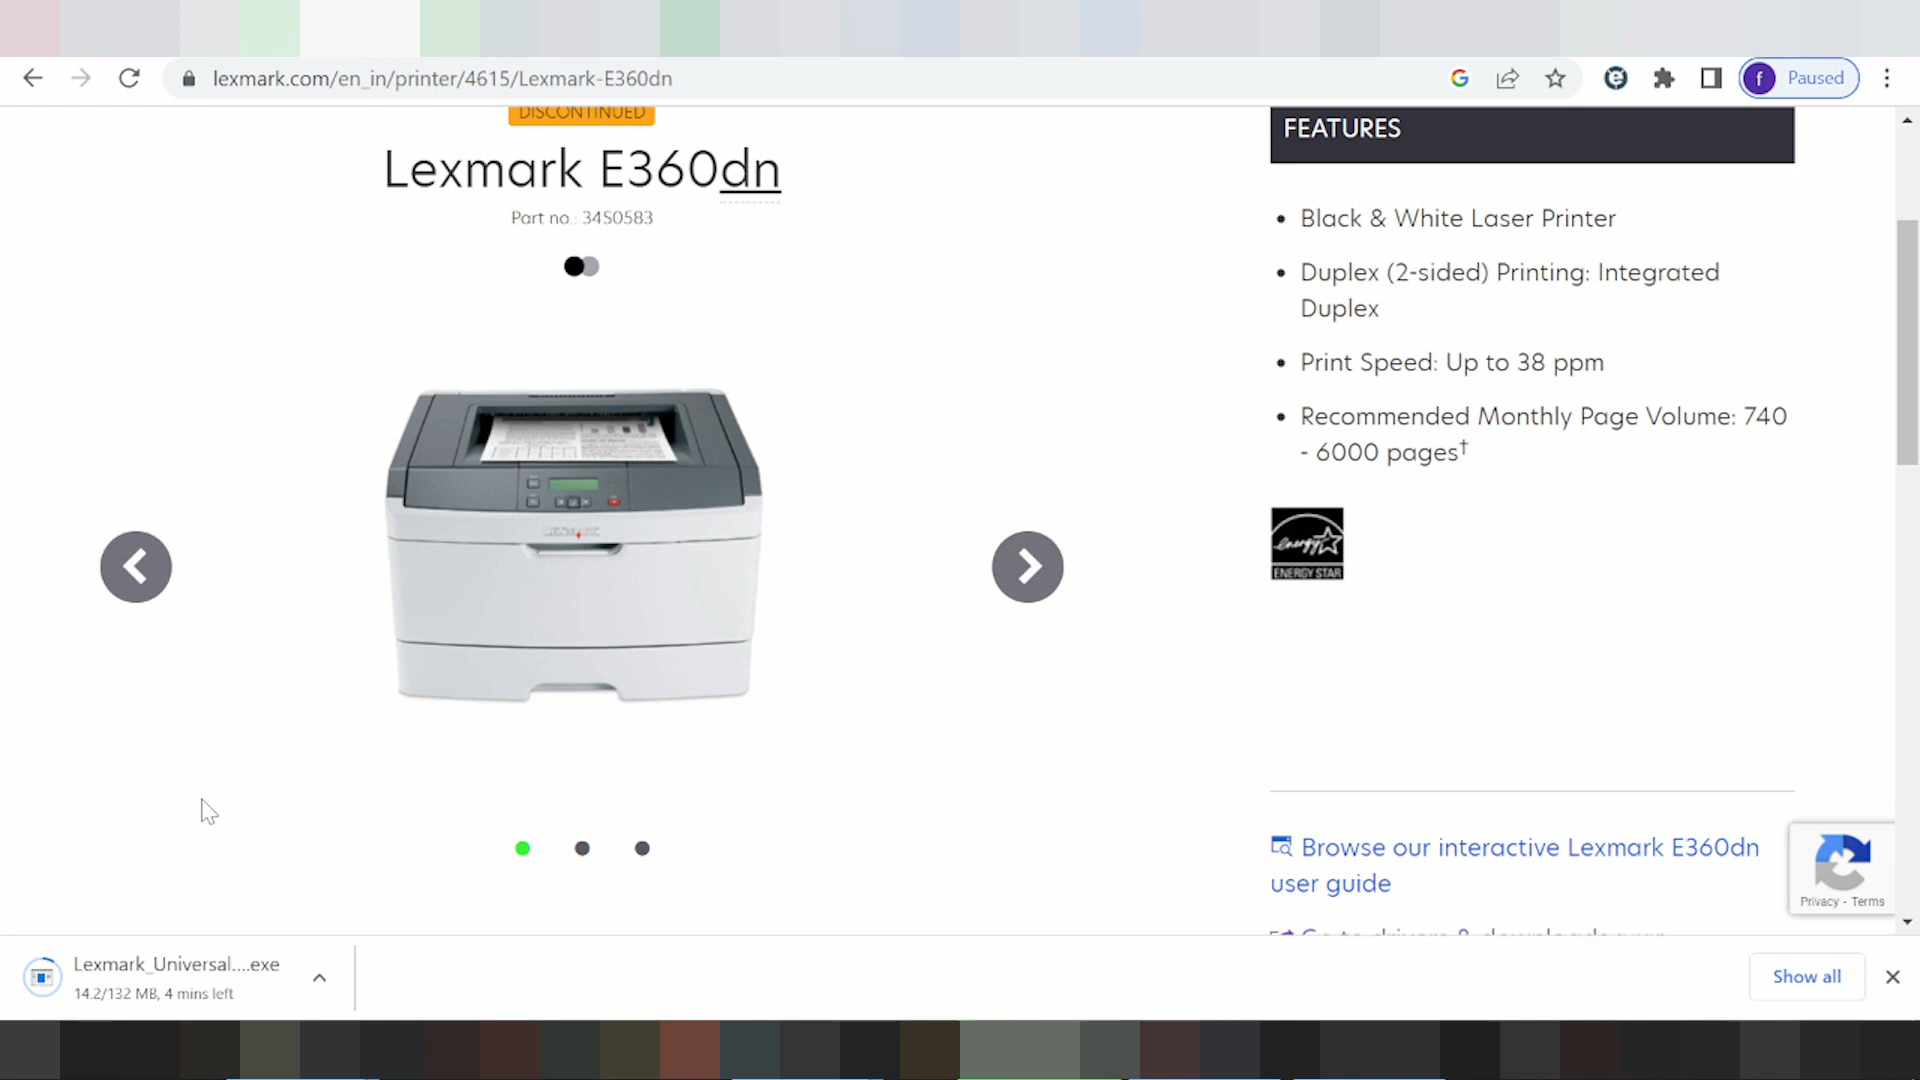 lexmark.com/en_in/printer/4615/Lexmark-E360dn
f Paused
DISCONTINUED
Lexmark E360dn
Part no.: 34S0583
LEXMARK
FEATURES
• Black & White Laser Printer
• Duplex (2-sided) Printing: Integrated
Duplex
• Print Speed: Up to 38 ppm
• Recommended Monthly Page Volume: 740
- 6000 pages†
energy
ENERGY STAR
Browse our interactive Lexmark E360dn
user guide
Privacy - Terms
Lexmark_Universal....exe
14.2/132 MB, 4 mins left
Show all